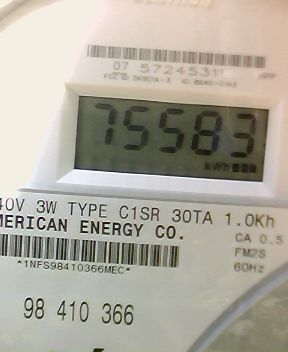 07 57245311
75583
kWh
40V 3W TYPE C1SR 30TA 1.0Kh
MERICAN ENERGY CO.
CA 0.5
FM2S
*1NFS98410366MEC*
60Hz
98 410 366